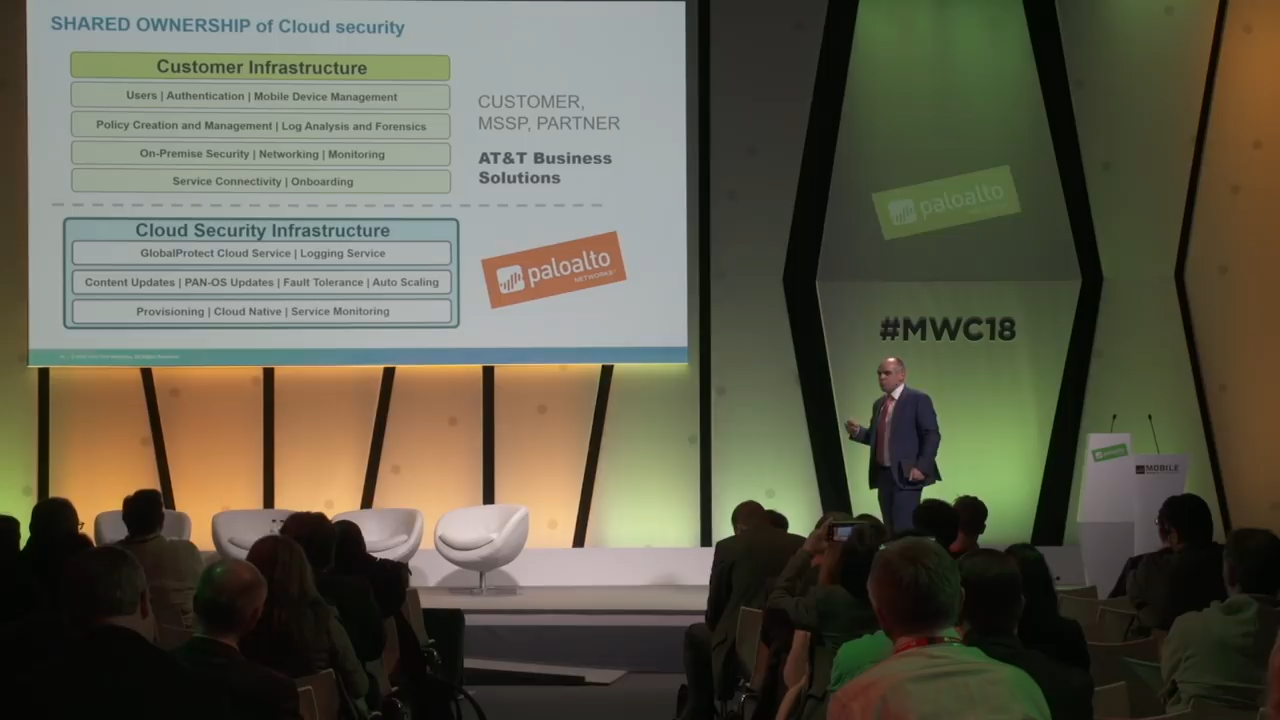 SHARED OWNERSHIP of Cloud security
Customer Infrastructure
Users | Authentication | Mobile Device Management
Policy Creation and Management | Log Analysis and Forensics
On-Premise Security | Networking | Monitoring
Service Connectivity | Onboarding
CUSTOMER,
MSSP, PARTNER
AT&T Business
Solutions
Cloud Security Infrastructure
GlobalProtect Cloud Service | Logging Service
Content Updates | PAN-OS Updates | Fault Tolerance | Auto Scaling
Provisioning | Cloud Native | Service Monitoring
paloalto
NETWORKS
paloalto
#MWC18
paloalto
MOBILE